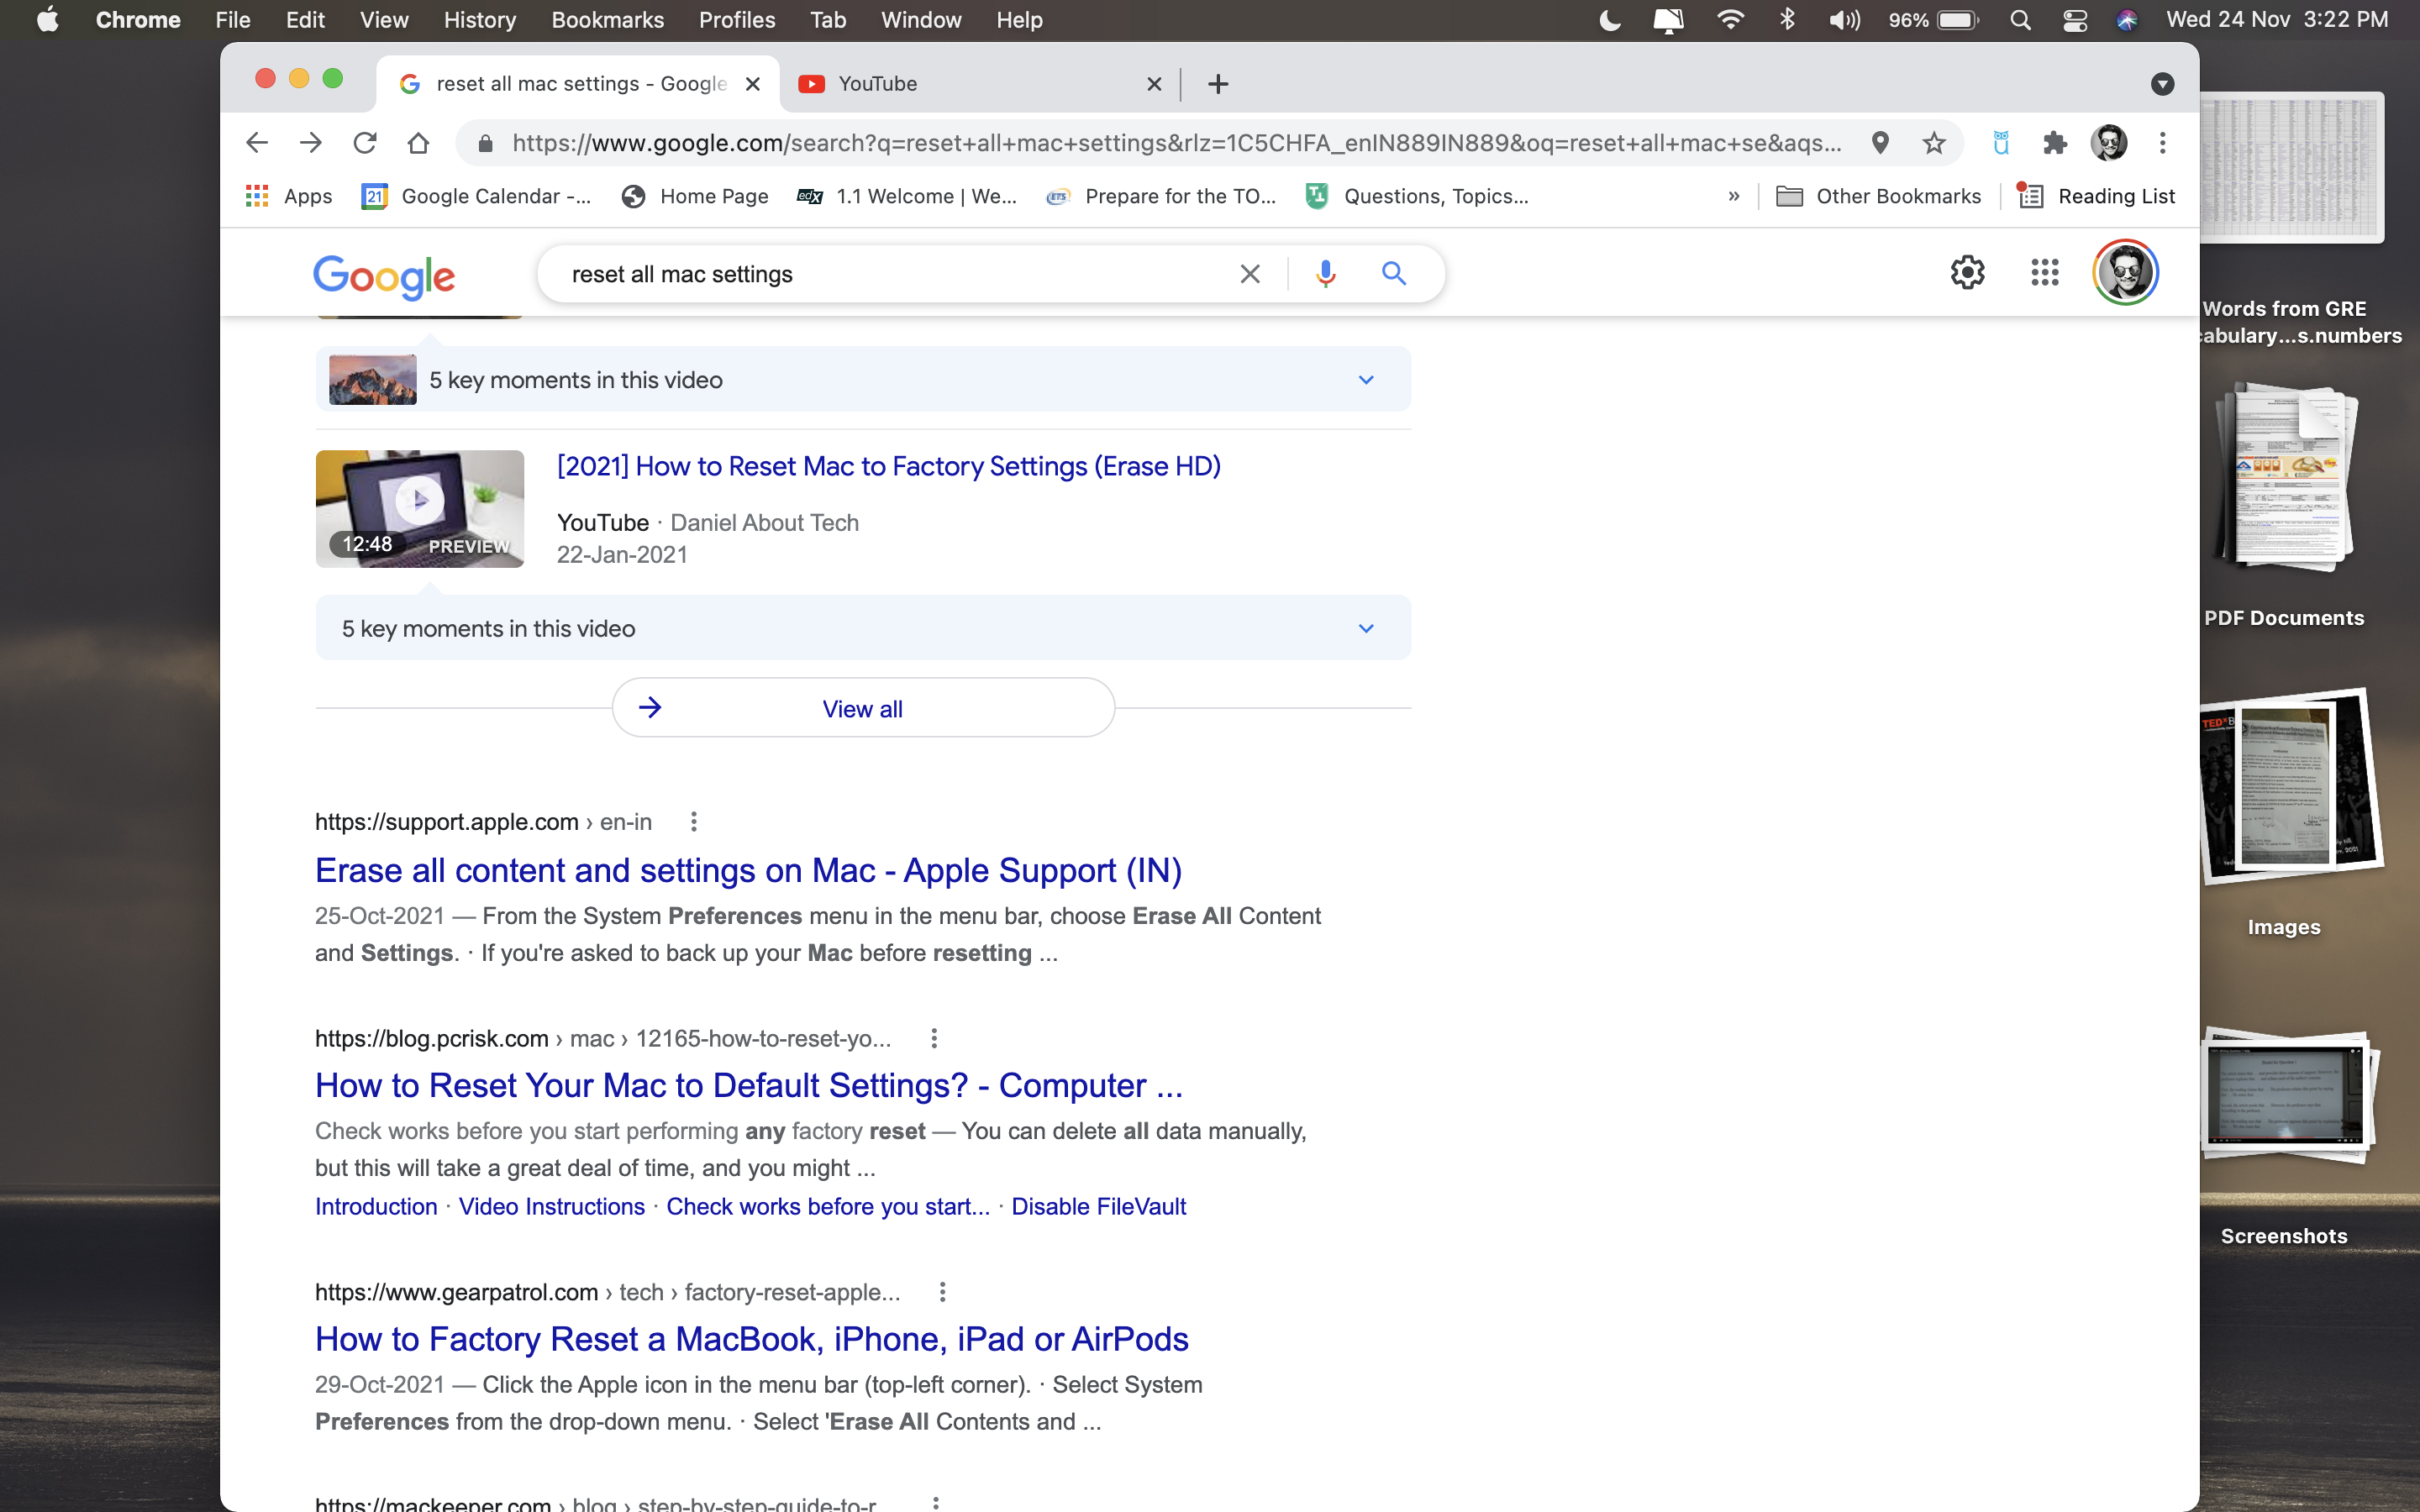 Chrome File Edit View History Bookmarks Profiles Tab Window Help 96% Wed 24 Nov 3:22 PM
reset all mac settings - Google YouTube
https://www.google.com/search?q=reset+all+mac+settings&rlz=1C5CHFA_enIN889IN889&oq=reset+all+mac+se&aqs...
Apps 21 Google Calendar -... Home Page edX 1.1 Welcome | We... ETS Prepare for the TO... Questions, Topics... » Other Bookmarks Reading List
Google reset all mac settings
5 key moments in this video
[2021] How to Reset Mac to Factory Settings (Erase HD)
YouTube · Daniel About Tech
22-Jan-2021
12:48 PREVIEW
5 key moments in this video
View all
https://support.apple.com › en-in
Erase all content and settings on Mac - Apple Support (IN)
25-Oct-2021 — From the System Preferences menu in the menu bar, choose Erase All Content
and Settings. · If you're asked to back up your Mac before resetting ...
https://blog.pcrisk.com › mac › 12165-how-to-reset-yo...
How to Reset Your Mac to Default Settings? - Computer ...
Check works before you start performing any factory reset — You can delete all data manually,
but this will take a great deal of time, and you might ...
Introduction · Video Instructions · Check works before you start... · Disable FileVault
https://www.gearpatrol.com › tech › factory-reset-apple...
How to Factory Reset a MacBook, iPhone, iPad or AirPods
29-Oct-2021 — Click the Apple icon in the menu bar (top-left corner). · Select System
Preferences from the drop-down menu. · Select 'Erase All Contents and ...
https://mackeeper.com › blog › step-by-step-guide-to-r...
Words from GRE
cabulary...s.numbers
PDF Documents
TEDxB
Images
Screenshots